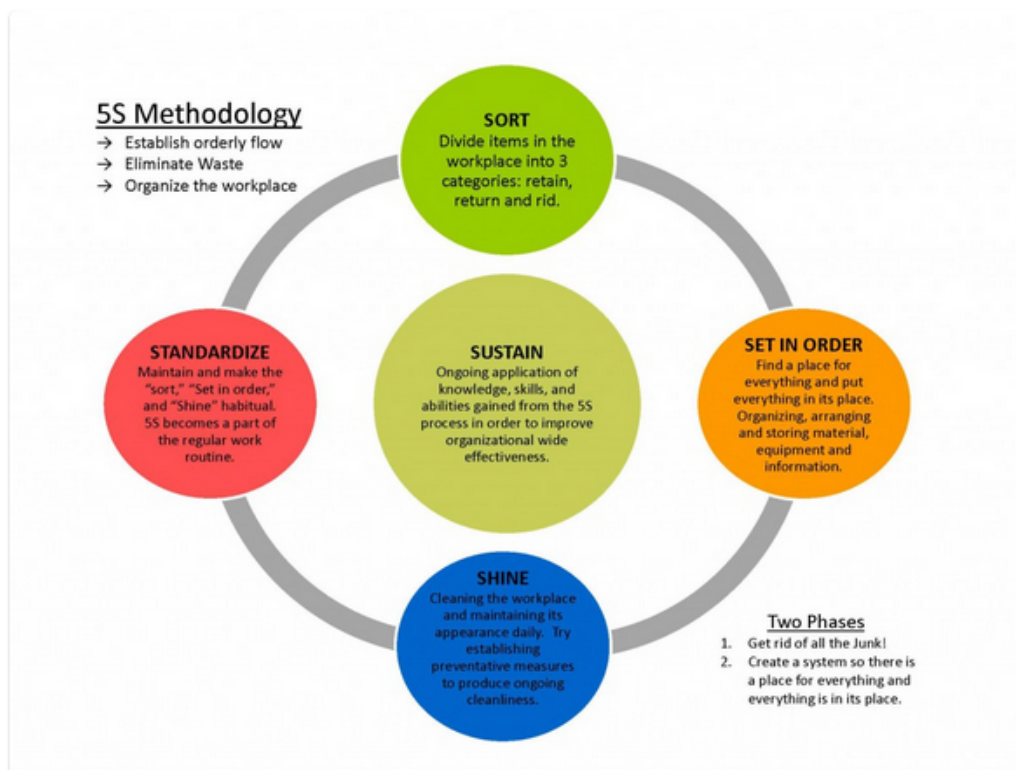 5S Methodology
→ Establish orderly flow
→ Eliminate Waste
→ Organize the workplace
SORT
Divide items in the
workplace into 3
categories: retain,
return and rid.
STANDARDIZE
Maintain and make the
“sort,” “Set in order,”
and “Shine” habitual.
5S becomes a part of
the regular work
routine.
SUSTAIN
Ongoing application of
knowledge, skills, and
abilities gained from the 5S
process in order to improve
organizational wide
effectiveness.
SET IN ORDER
Find a place for
everything and put
everything in its place.
Organizing, arranging
and storing material,
equipment and
information.
SHINE
Cleaning the workplace
and maintaining its
appearance daily. Try
establishing
preventative measures
to produce ongoing
cleanliness.
Two Phases
1. Get rid of all the Junk!
2. Create a system so there is
a place for everything and
everything is in its place.